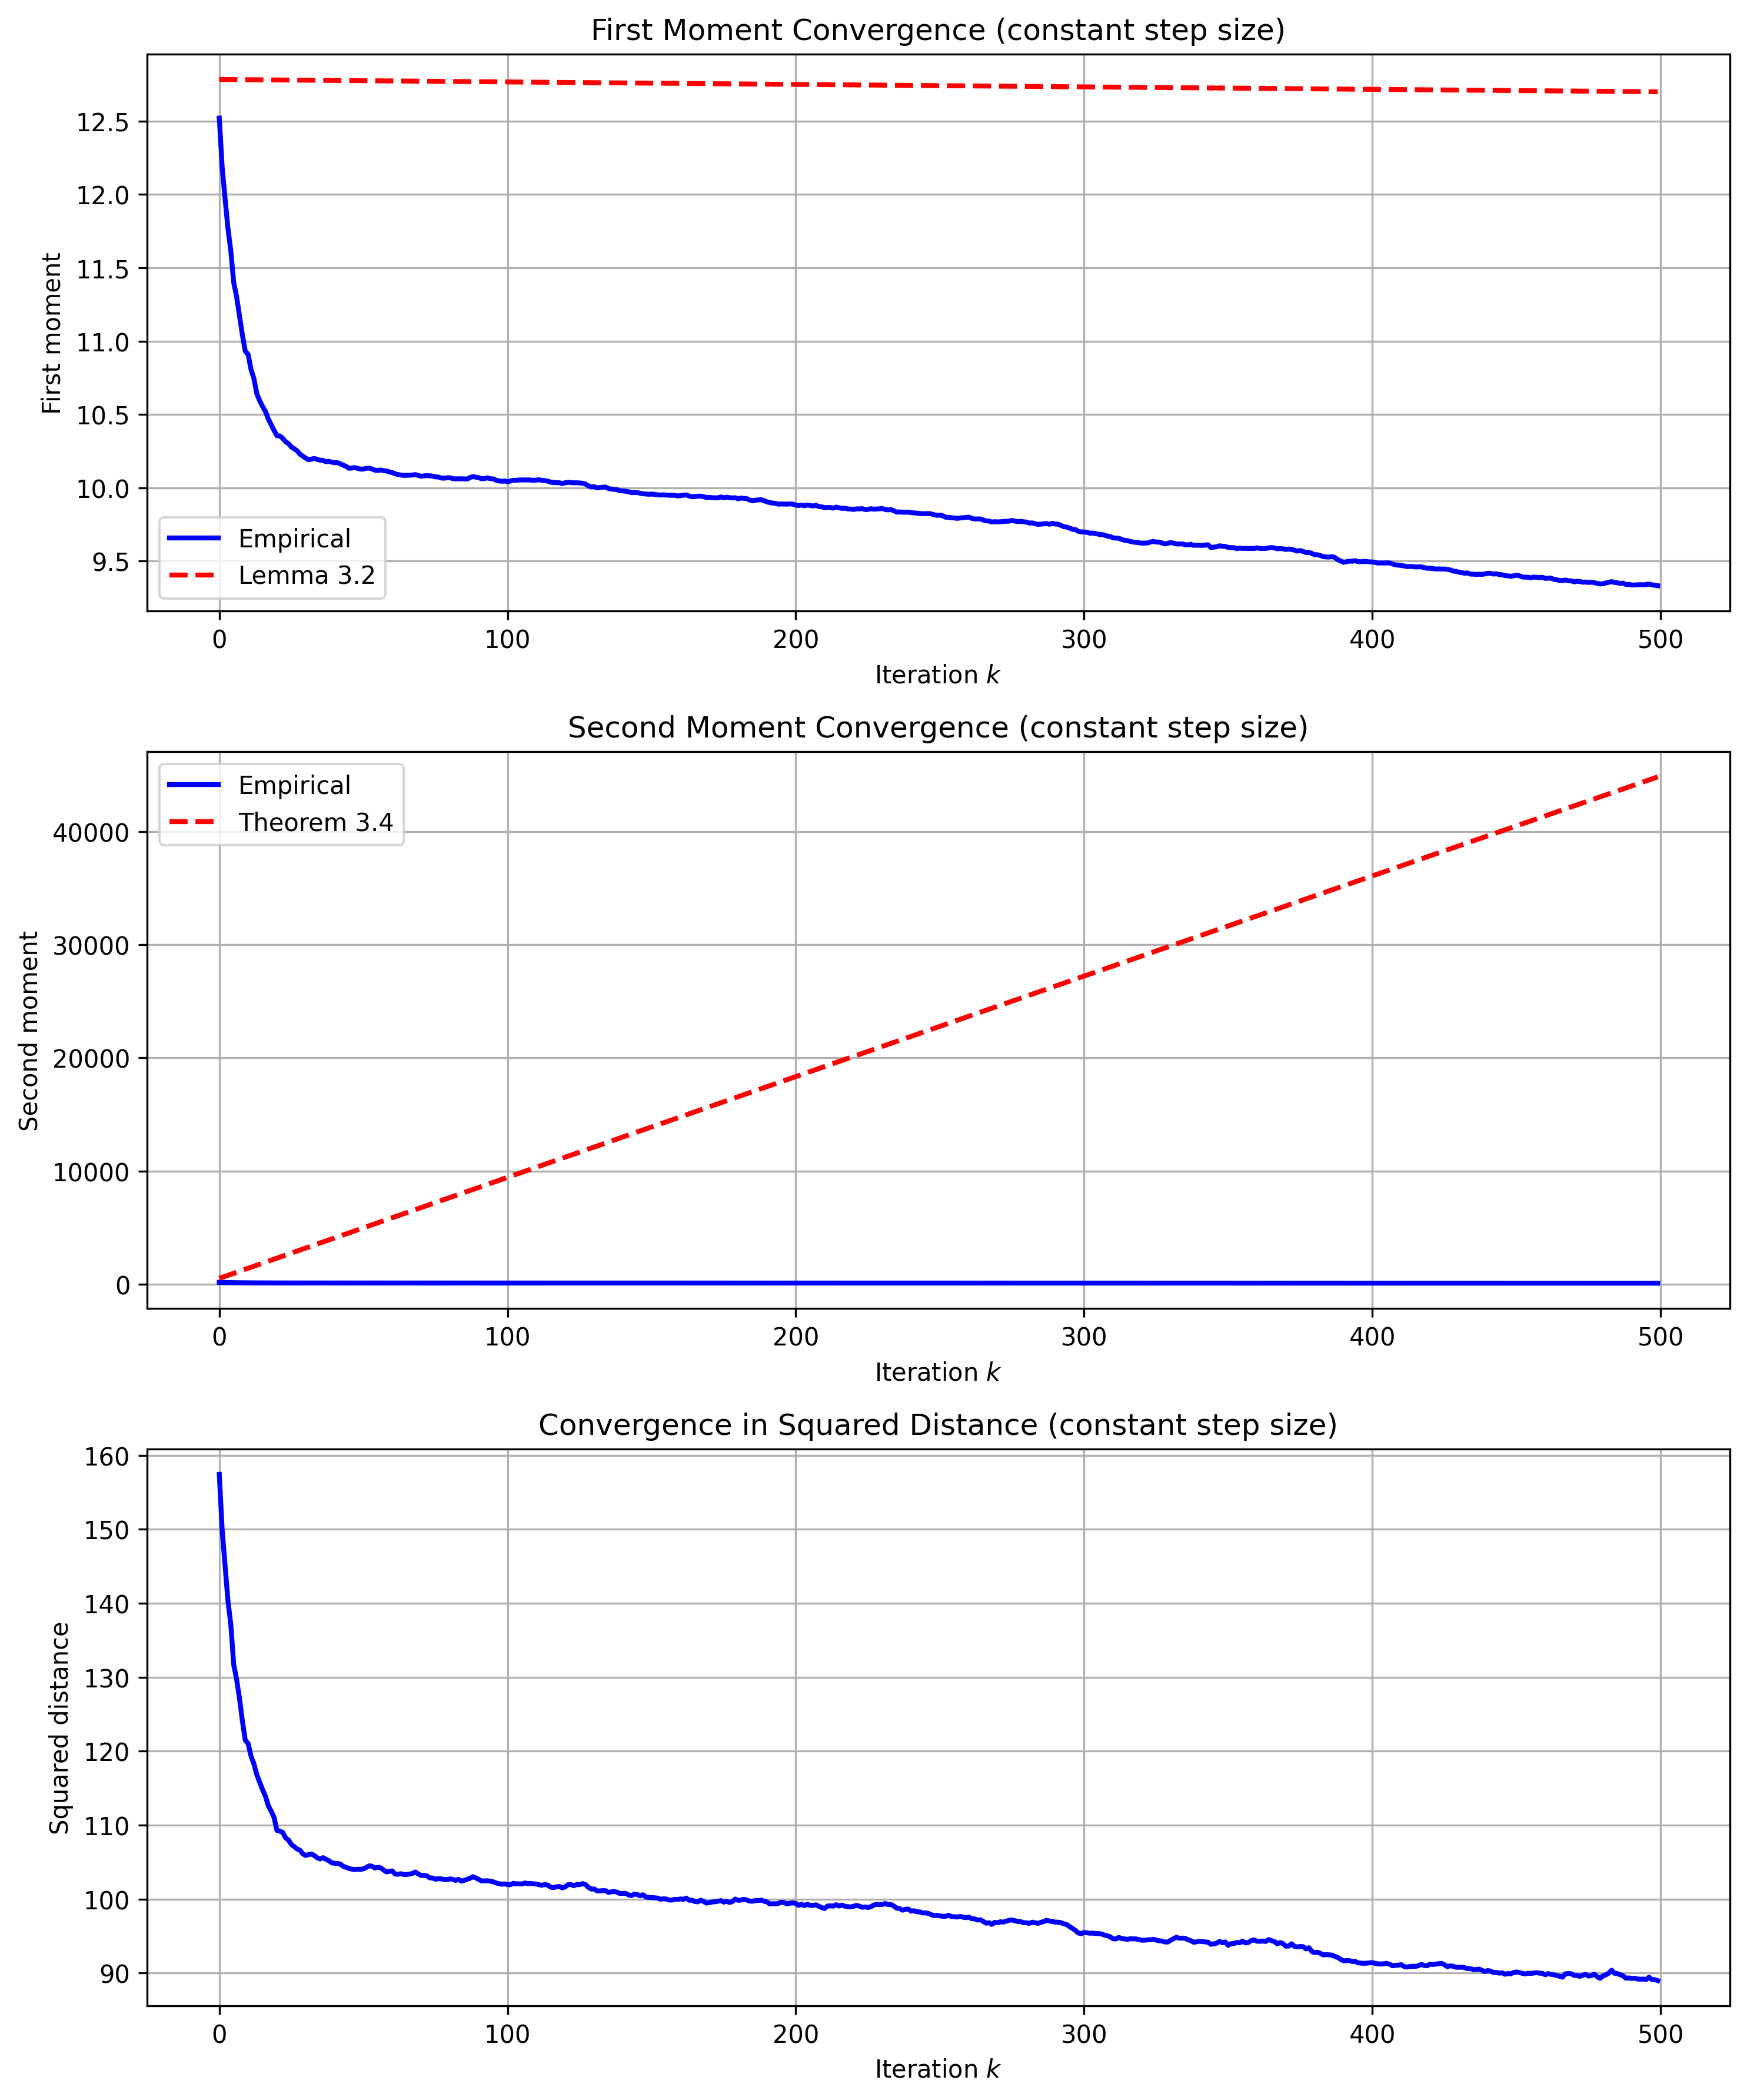 First Moment Convergence (constant step size)
First moment
12.5
12.0
11.5
11.0
10.5
10.0
9.5
Empirical
Lemma 3.2
0 100 200 300 400 500
Iteration k
Second Moment Convergence (constant step size)
Second moment
40000
30000
20000
10000
0
Empirical
Theorem 3.4
0 100 200 300 400 500
Iteration k
Convergence in Squared Distance (constant step size)
Squared distance
160
150
140
130
120
110
100
90
0 100 200 300 400 500
Iteration k